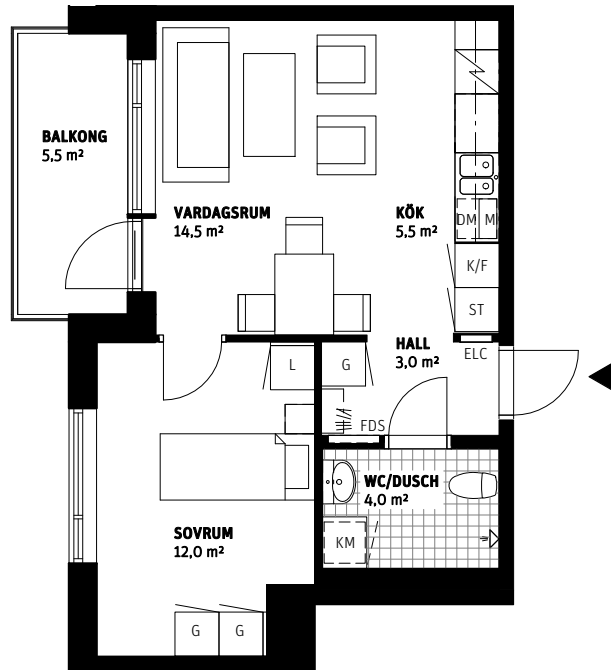 BALKONG
5,5 m²
VARDAGSRUM
14,5 m²
KÖK
5,5 m²
DM M
K/F
ST
HALL
3,0 m²
ELC
L
G
FDS
WC/DUSCH
4,0 m²
KM
SOVRUM
12,0 m²
G G